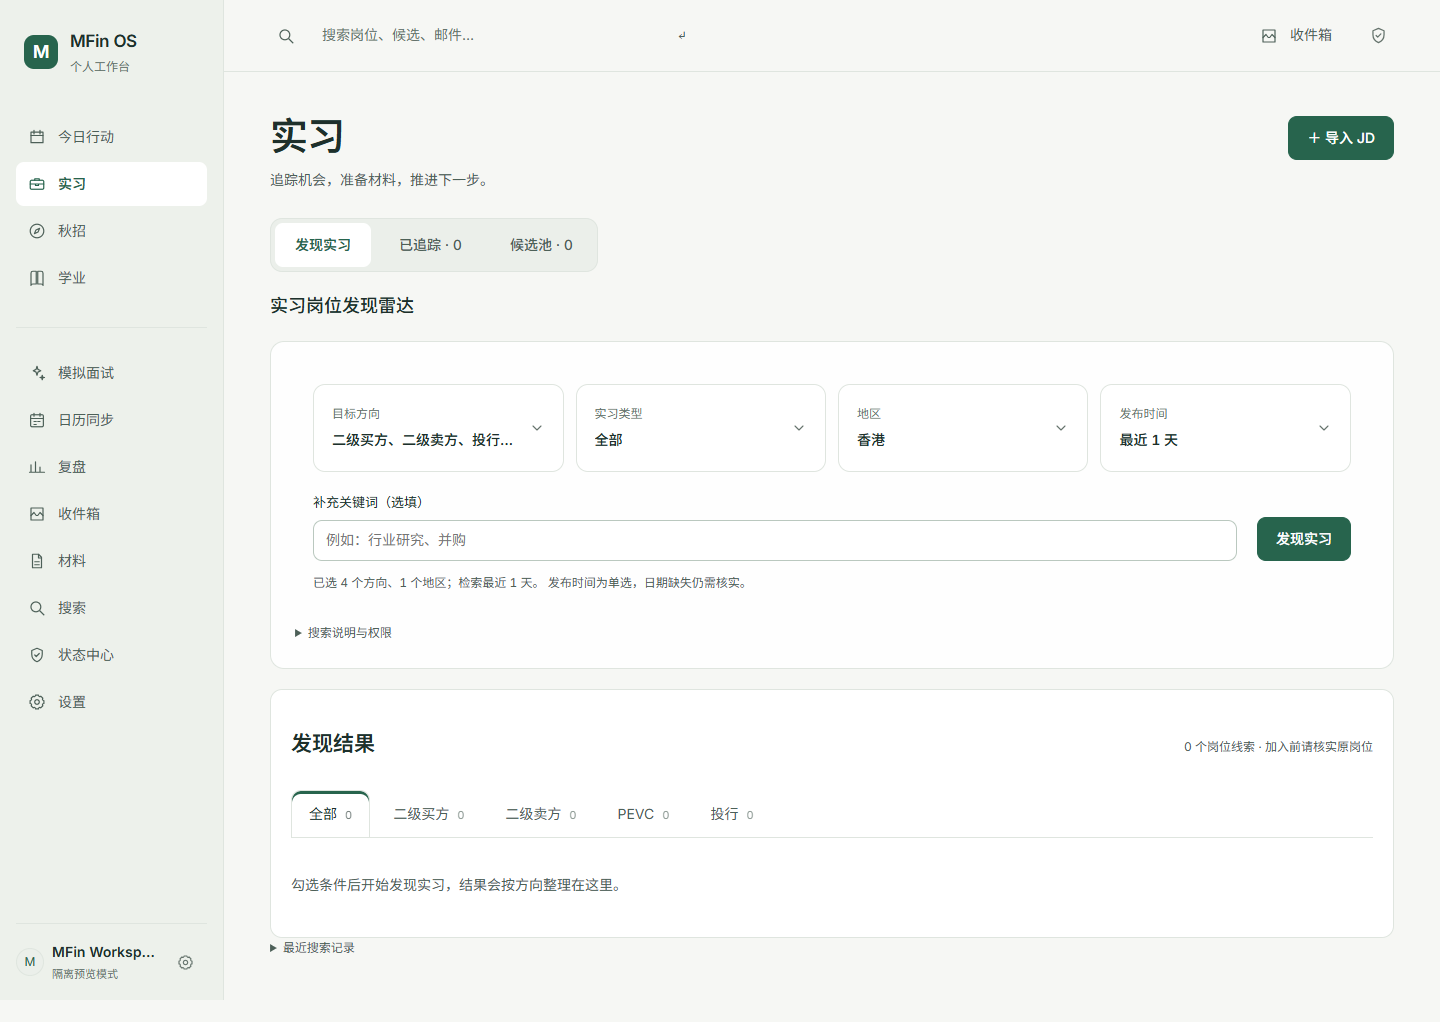 M
MFin OS
个人工作台
搜索岗位、候选、邮件...
收件箱
今日行动
实习
秋招
学业
模拟面试
日历同步
复盘
收件箱
材料
搜索
状态中心
设置
M
MFin Worksp...
隔离预览模式
实习
追踪机会，准备材料，推进下一步。
+ 导入 JD
发现实习
已追踪 · 0
候选池 · 0
实习岗位发现雷达
目标方向
二级买方、二级卖方、投行...
实习类型
全部
地区
香港
发布时间
最近 1 天
补充关键词（选填）
例如：行业研究、并购
发现实习
已选 4 个方向、1 个地区；检索最近 1 天。 发布时间为单选，日期缺失仍需核实。
▶ 搜索说明与权限
发现结果
0 个岗位线索 · 加入前请核实原岗位
全部 0
二级买方 0
二级卖方 0
PEVC 0
投行 0
勾选条件后开始发现实习，结果会按方向整理在这里。
▶ 最近搜索记录